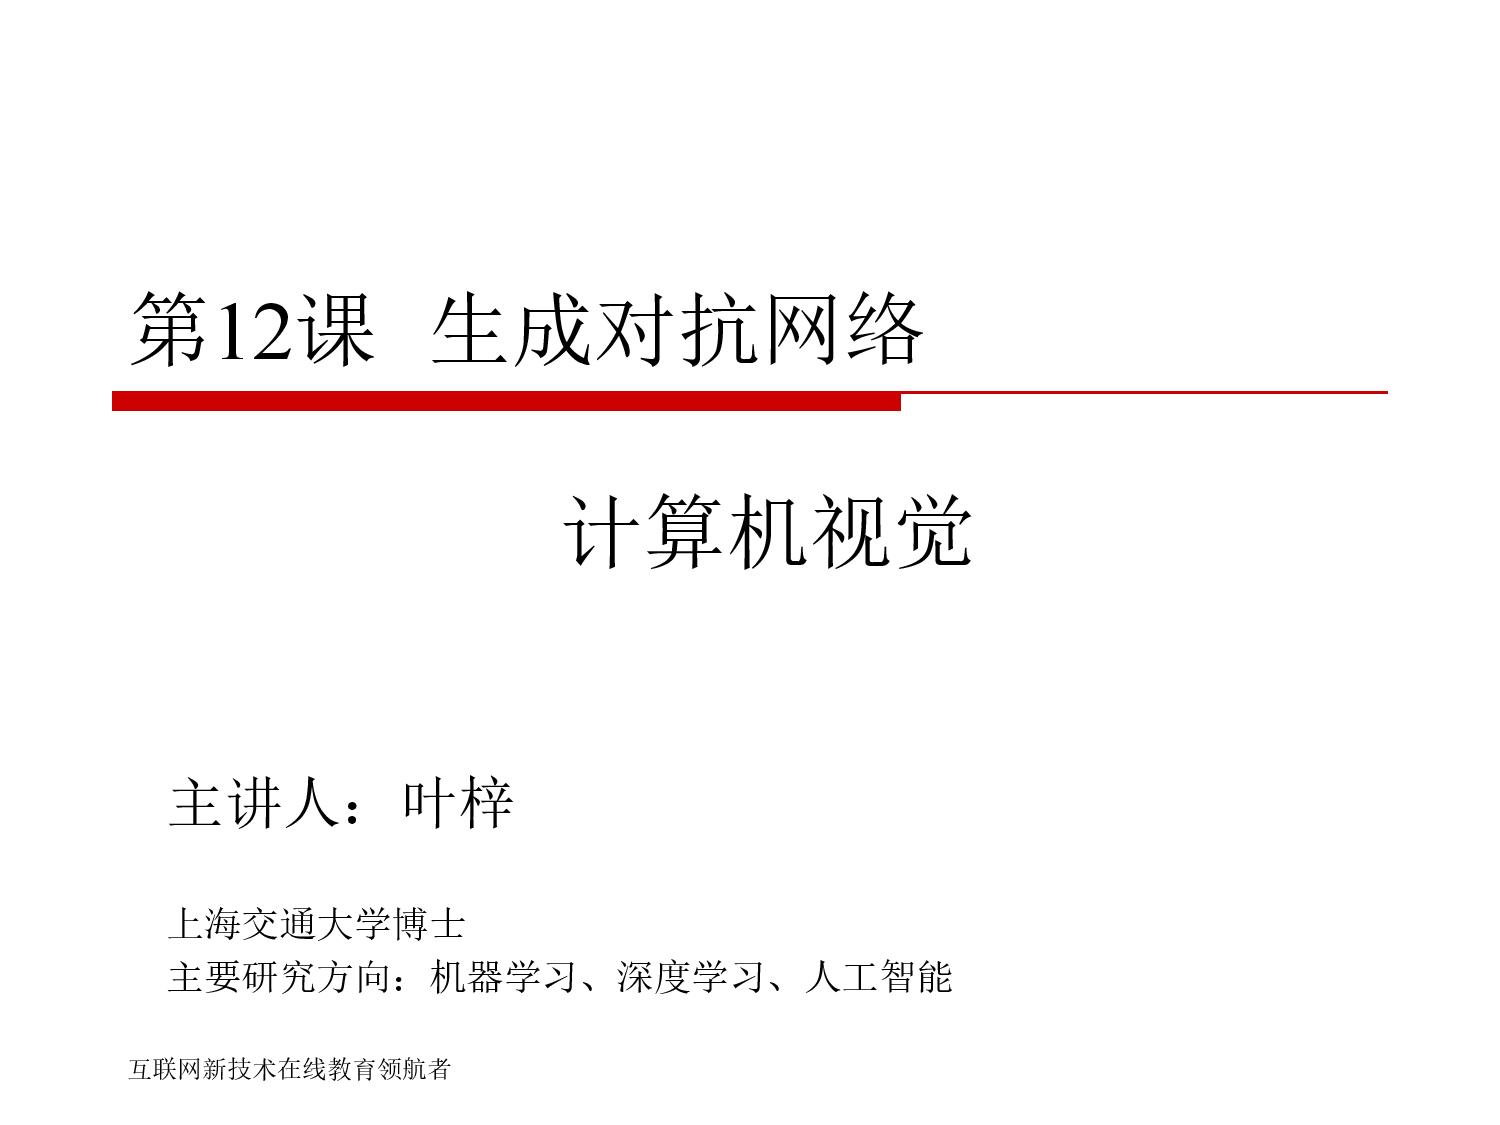 第12课  生成对抗网络
计算机视觉
主讲人：叶梓
上海交通大学博士
主要研究方向：机器学习、深度学习、人工智能
互联网新技术在线教育领航者